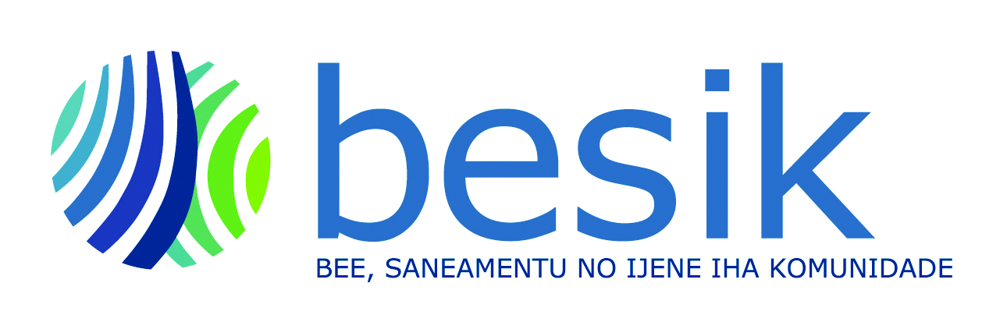 besik
BEE, SANEAMENTU NO IJENE IHA KOMUNIDADE